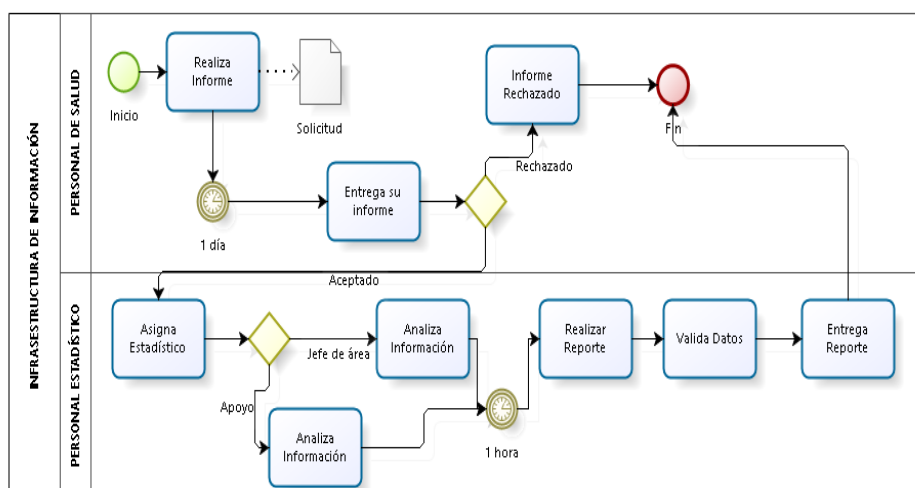 INFRAESTRUCTURA DE INFORMACIÓN
PERSONAL DE SALUD
Inicio
Realiza
Informe
Solicitud
1 día
Entrega su
informe
Informe
Rechazado
Rechazado
Fin
Aceptado
PERSONAL ESTADÍSTICO
Asigna
Estadístico
Jefe de área
Apoyo
Analiza
Información
Analiza
Información
1 hora
Realizar
Reporte
Valida Datos
Entrega
Reporte